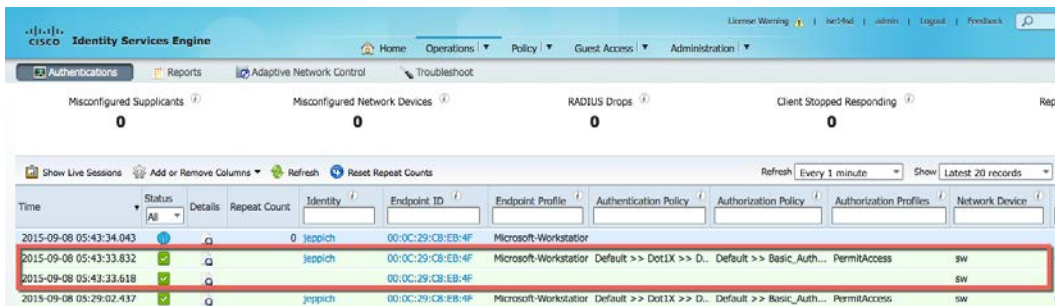 License Warning | ise14sd | admin | Logout | Feedback
cisco Identity Services Engine
Home Operations Policy Guest Access Administration
Authentications Reports Adaptive Network Control Troubleshoot
Misconfigured Supplicants Misconfigured Network Devices RADIUS Drops Client Stopped Responding Rep
0 0 0 0
Show Live Sessions Add or Remove Columns Refresh Reset Repeat Counts Refresh Every 1 minute Show Latest 20 records
Time Status Details Repeat Count Identity Endpoint ID Endpoint Profile Authentication Policy Authorization Policy Authorization Profiles Network Device
All
2015-09-08 05:43:34.043 0 jeppich 00:0C:29:C8:EB:4F Microsoft-Workstatior
2015-09-08 05:43:33.832 jeppich 00:0C:29:C8:EB:4F Microsoft-Workstatior Default >> Dot1X >> D... Default >> Basic_Auth... PermitAccess sw
2015-09-08 05:43:33.618 00:0C:29:C8:EB:4F sw
2015-09-08 05:29:02.437 jeppich 00:0C:29:C8:EB:4F Microsoft-Workstatior Default >> Dot1X >> D... Default >> Basic_Auth... PermitAccess sw